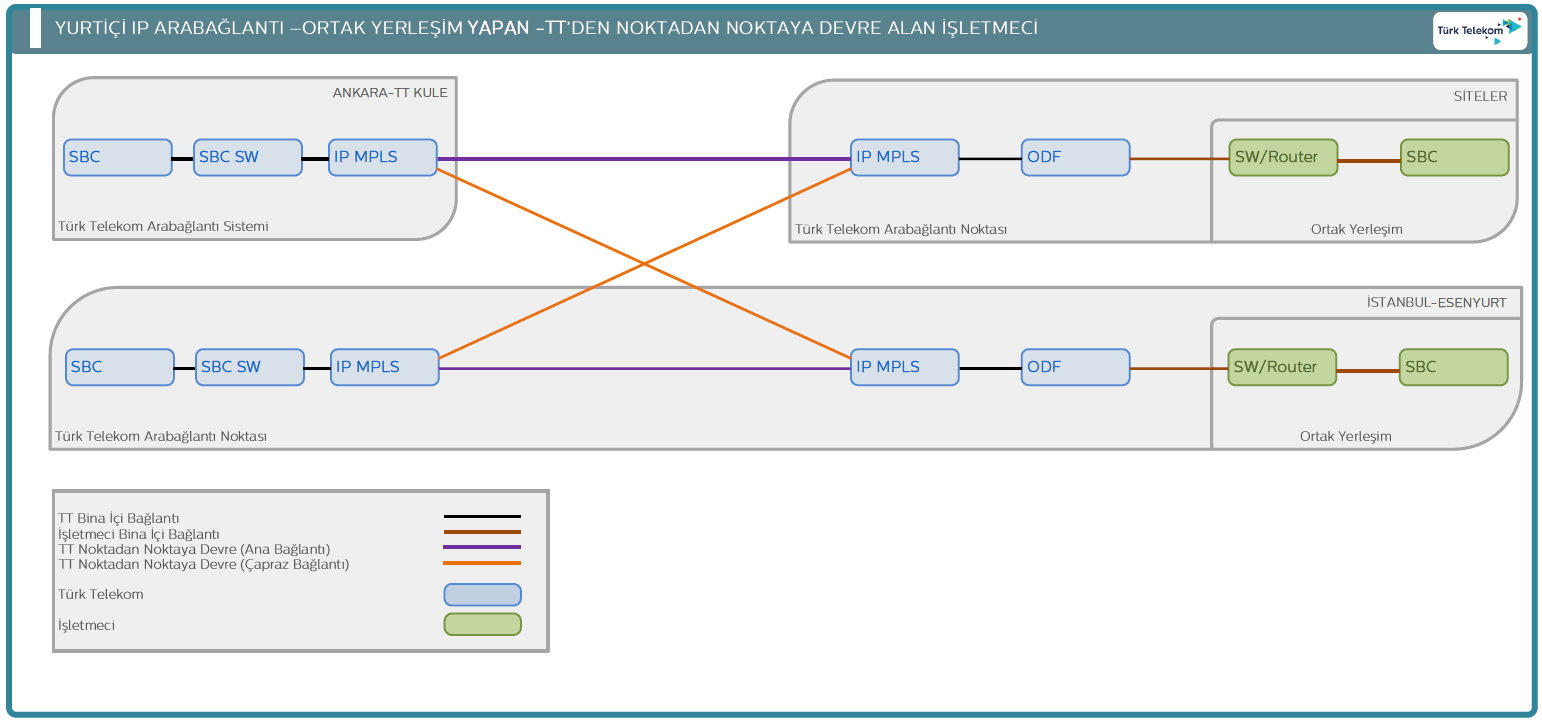 YURTİÇİ IP ARABAĞLANTI –ORTAK YERLEŞİM YAPAN -TT'DEN NOKTADAN NOKTAYA DEVRE ALAN İŞLETMECİ
Türk Telekom
ANKARA-TT KULE
SBC
SBC SW
IP MPLS
Türk Telekom Arabağlantı Sistemi
SİTELER
IP MPLS
ODF
SW/Router
SBC
Türk Telekom Arabağlantı Noktası
Ortak Yerleşim
İSTANBUL-ESENYURT
SBC
SBC SW
IP MPLS
IP MPLS
ODF
SW/Router
SBC
Türk Telekom Arabağlantı Noktası
Ortak Yerleşim
TT Bina İçi Bağlantı
İşletmeci Bina İçi Bağlantı
TT Noktadan Noktaya Devre (Ana Bağlantı)
TT Noktadan Noktaya Devre (Çapraz Bağlantı)
Türk Telekom
İşletmeci